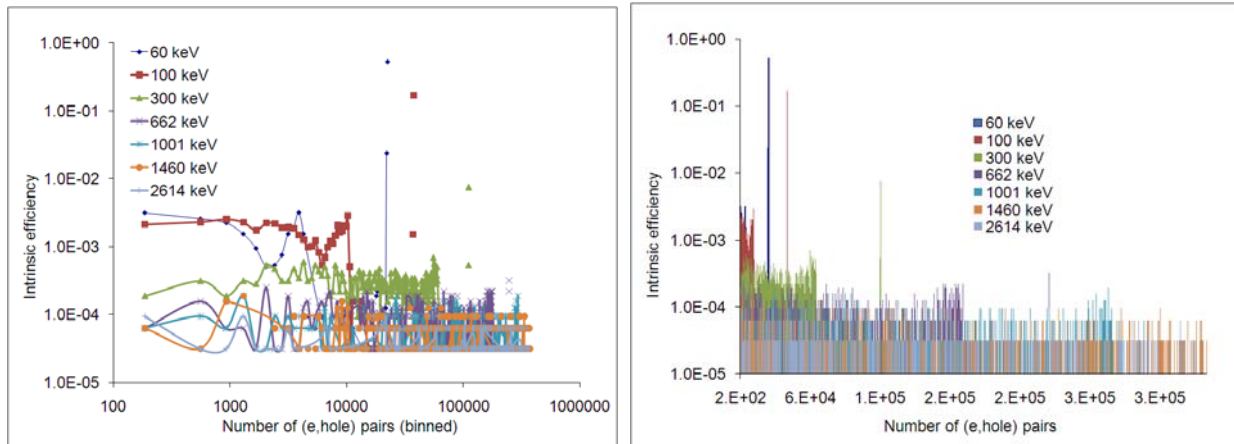 1.0E+00
1.0E-01
1.0E-02
1.0E-03
1.0E-04
1.0E-05
Intrinsic efficiency
60 keV
100 keV
300 keV
662 keV
1001 keV
1460 keV
2614 keV
100
1000
10000
100000
1000000
Number of (e,hole) pairs (binned)
1.0E+00
1.0E-01
1.0E-02
1.0E-03
1.0E-04
1.0E-05
Intrinsic efficiency
60 keV
100 keV
300 keV
662 keV
1001 keV
1460 keV
2614 keV
2.E+02
6.E+04
1.E+05
2.E+05
2.E+05
3.E+05
3.E+05
Number of (e,hole) pairs